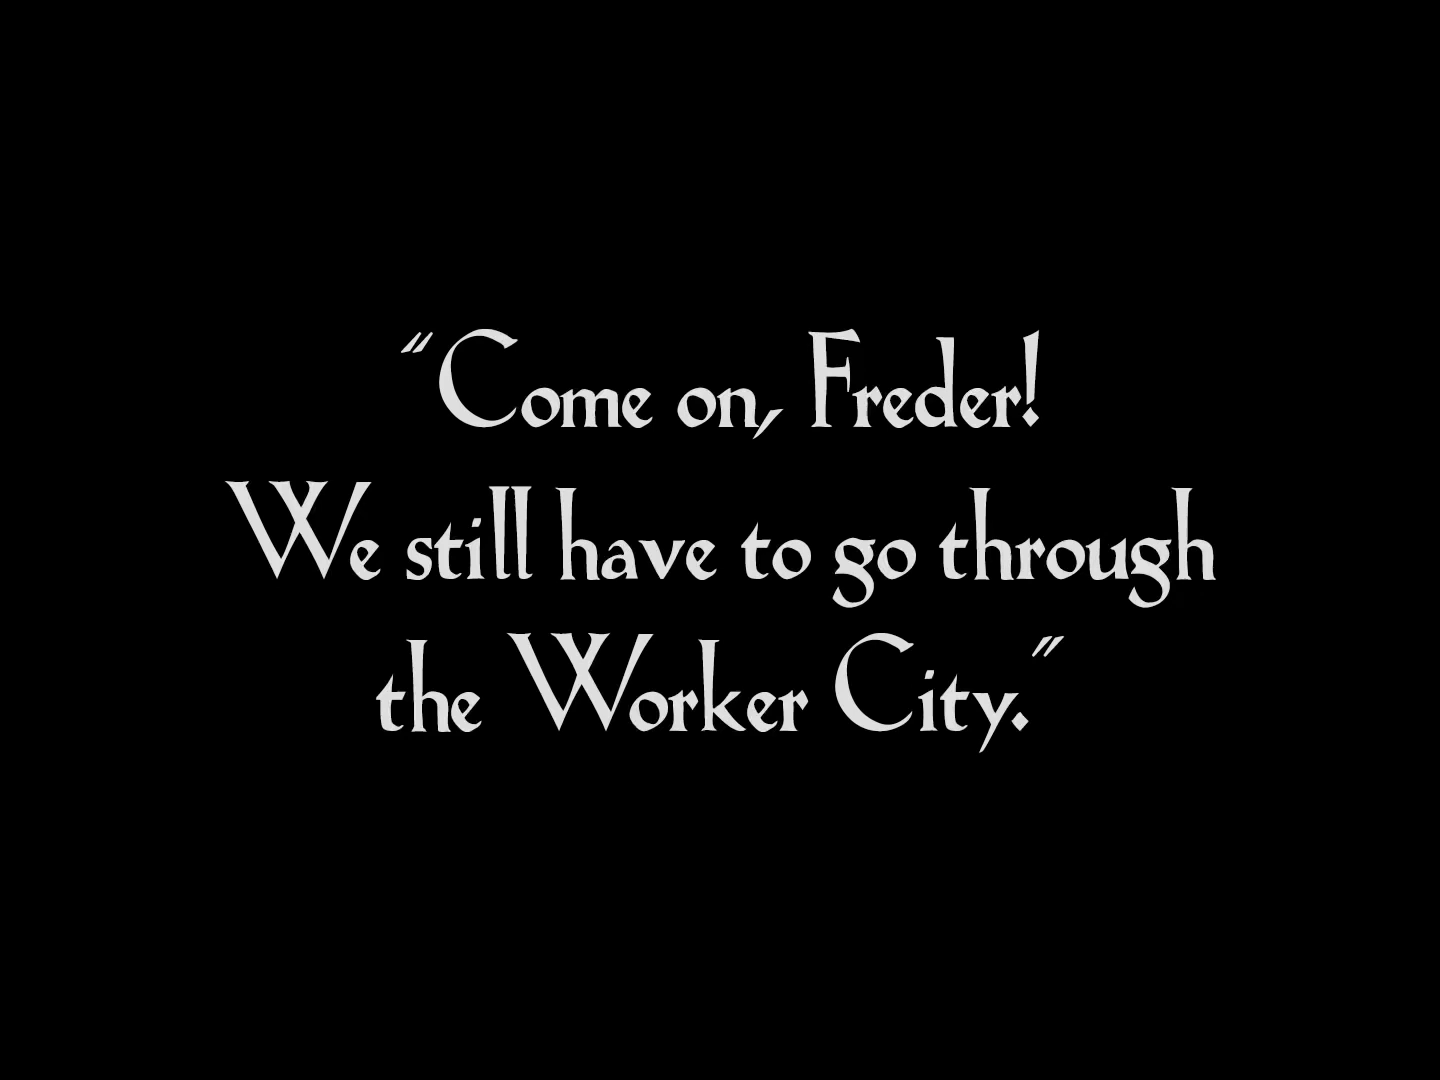 “Come on, Freder!
We still have to go through
the Worker City.”